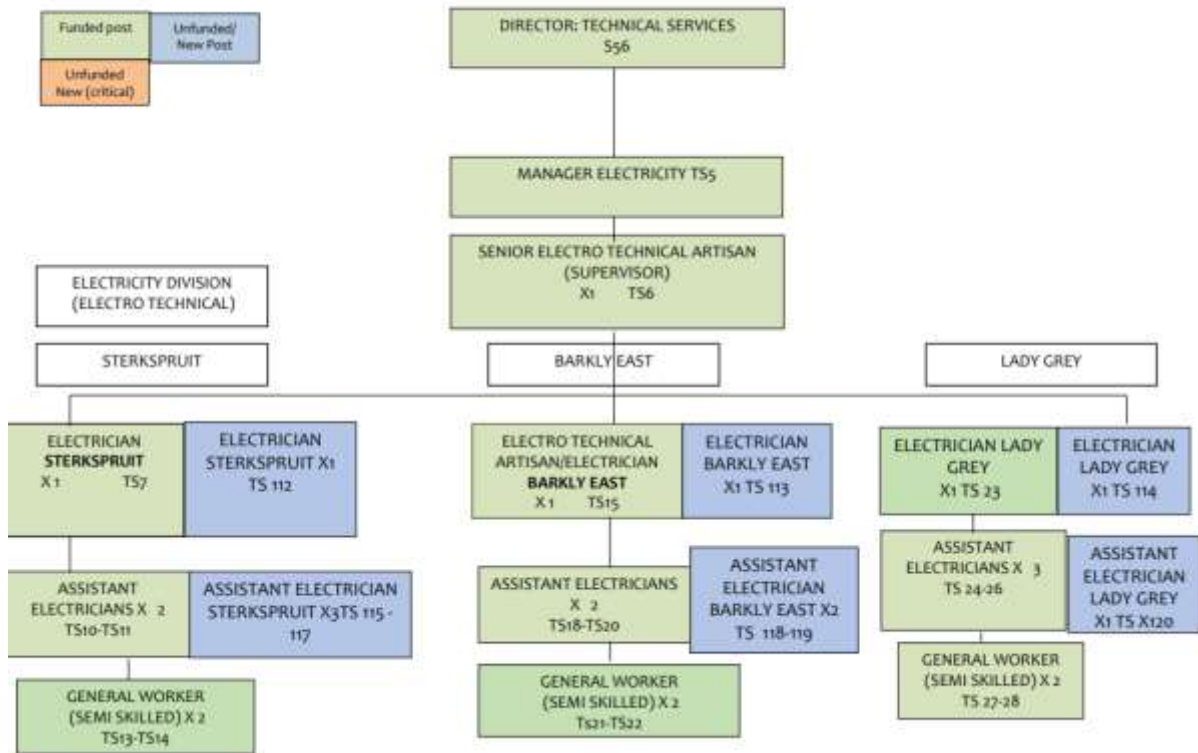 Funded post
Unfunded/
New Post
Unfunded
New (critical)
DIRECTOR: TECHNICAL SERVICES
S56
MANAGER ELECTRICITY TS5
SENIOR ELECTRO TECHNICAL ARTISAN
(SUPERVISOR)
X1 TS6
ELECTRICITY DIVISION
(ELECTRO TECHNICAL)
STERKSPRUIT
BARKLY EAST
LADY GREY
ELECTRICIAN
STERKSPRUIT
X 1 TS7
ELECTRICIAN
STERKSPRUIT X1
TS 112
ELECTRO TECHNICAL
ARTISAN/ELECTRICIAN
BARKLY EAST
X 1 TS15
ELECTRICIAN
BARKLY EAST
X1 TS 113
ELECTRICIAN LADY
GREY
X1 TS 23
ELECTRICIAN
LADY GREY
X1 TS 114
ASSISTANT
ELECTRICIANS X 2
TS10-TS11
ASSISTANT ELECTRICIAN
STERKSPRUIT X3TS 115 -
117
ASSISTANT ELECTRICIANS
X 2
TS18-TS20
ASSISTANT
ELECTRICIAN
BARKLY EAST X2
TS 118-119
ASSISTANT
ELECTRICIANS X 3
TS 24-26
ASSISTANT
ELECTRICIAN
LADY GREY
X1 TS X120
GENERAL WORKER
(SEMI SKILLED) X 2
TS13-TS14
GENERAL WORKER
(SEMI SKILLED) X 2
Ts21-TS22
GENERAL WORKER
(SEMI SKILLED) X 2
TS 27-28